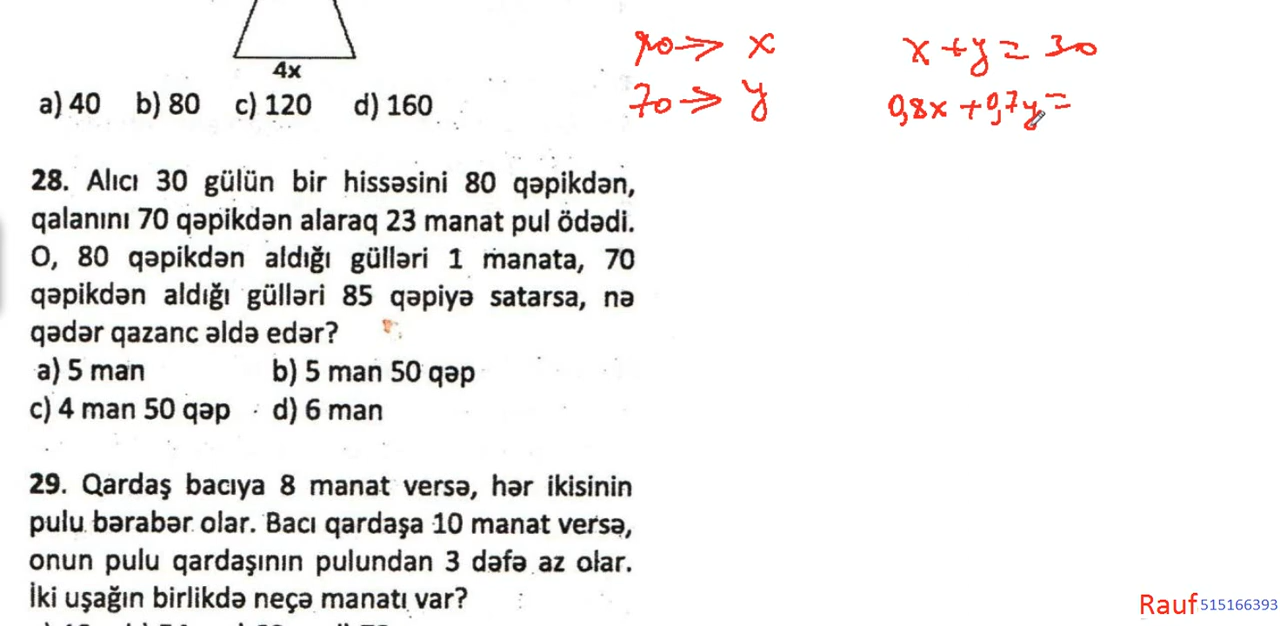 4x
a) 40 b) 80 c) 120 d) 160
28. Alıcı 30 gülün bir hissəsini 80 qəpikdən,
qalanını 70 qəpikdən alaraq 23 manat pul ödədi.
O, 80 qəpikdən aldığı gülləri 1 manata, 70
qəpikdən aldığı gülləri 85 qəpiyə satarsa, nə
qədər qazanc əldə edər?
a) 5 man b) 5 man 50 qəp
c) 4 man 50 qəp d) 6 man
29. Qardaş bacıya 8 manat versə, hər ikisinin
pulu bərabər olar. Bacı qardaşa 10 manat versə,
onun pulu qardaşının pulundan 3 dəfə az olar.
İki uşağın birlikdə neçə manatı var?
80 → x
70 → y
x + y = 30
0,8x + 0,7y =
Rauf 515166393